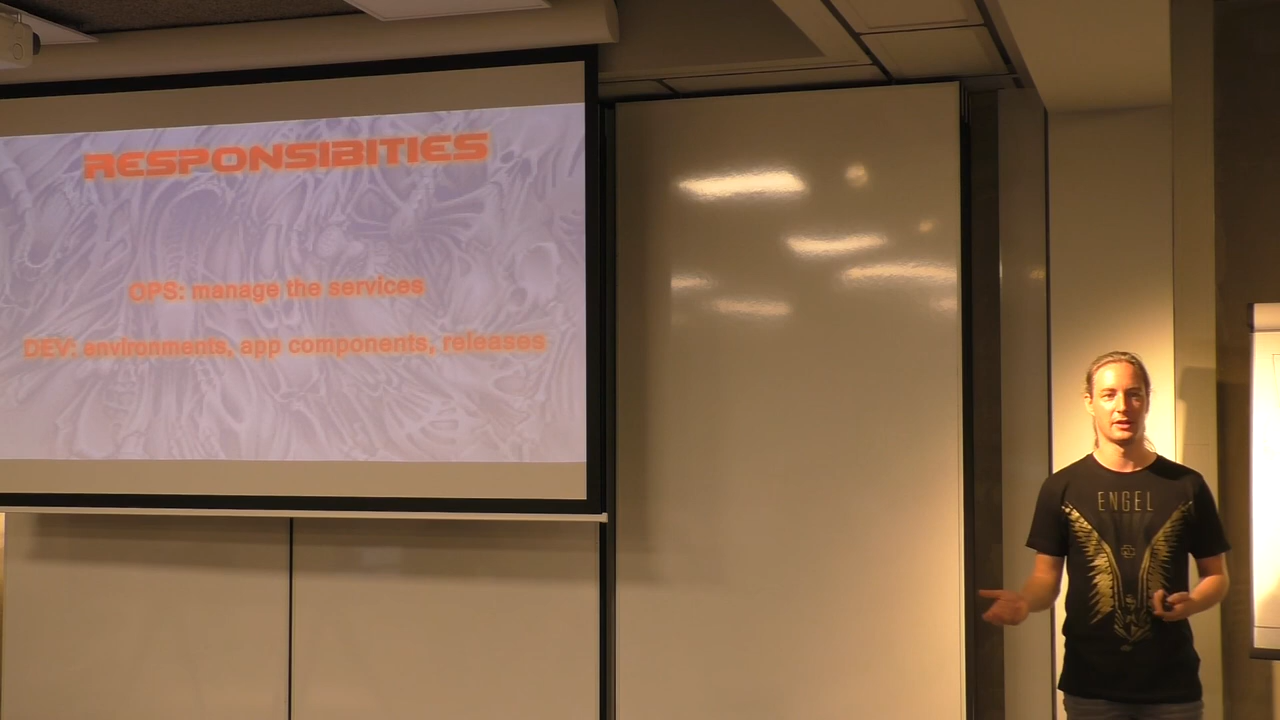 RESPONSIBITIES
OPS: manage the services
DEV: environments, app components, releases
ENGEL